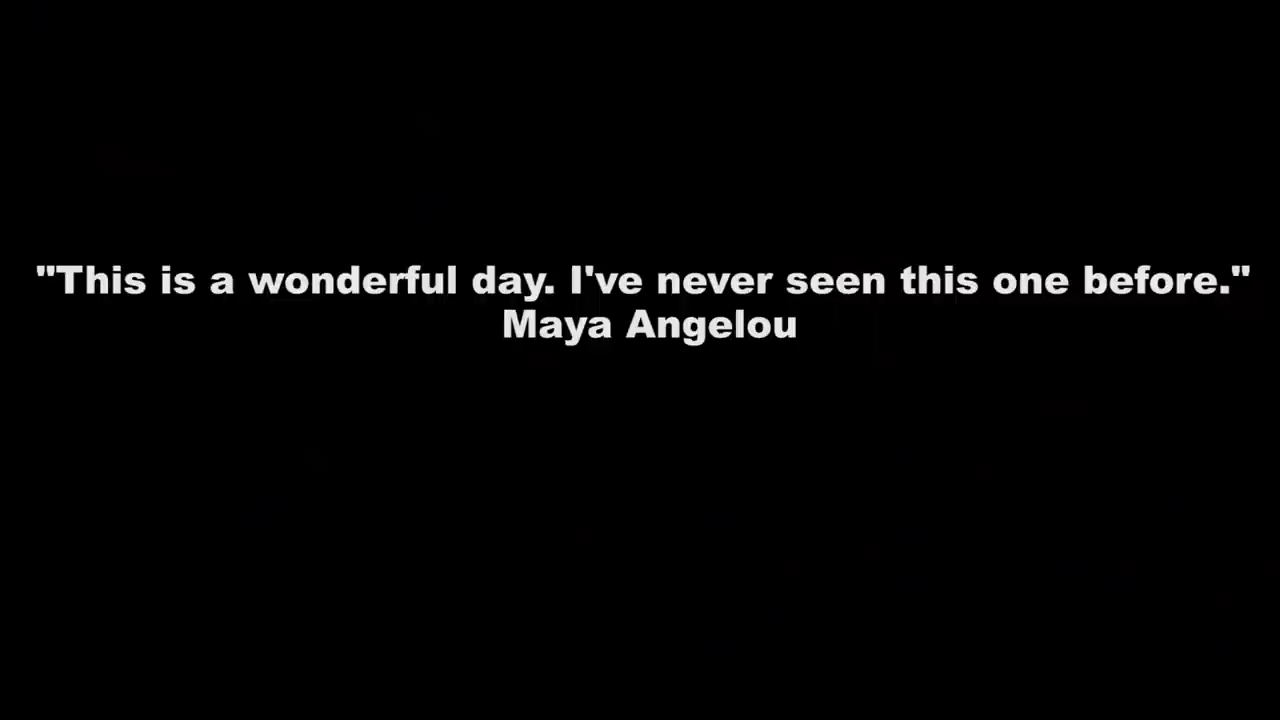 "This is a wonderful day. I've never seen this one before."
Maya Angelou